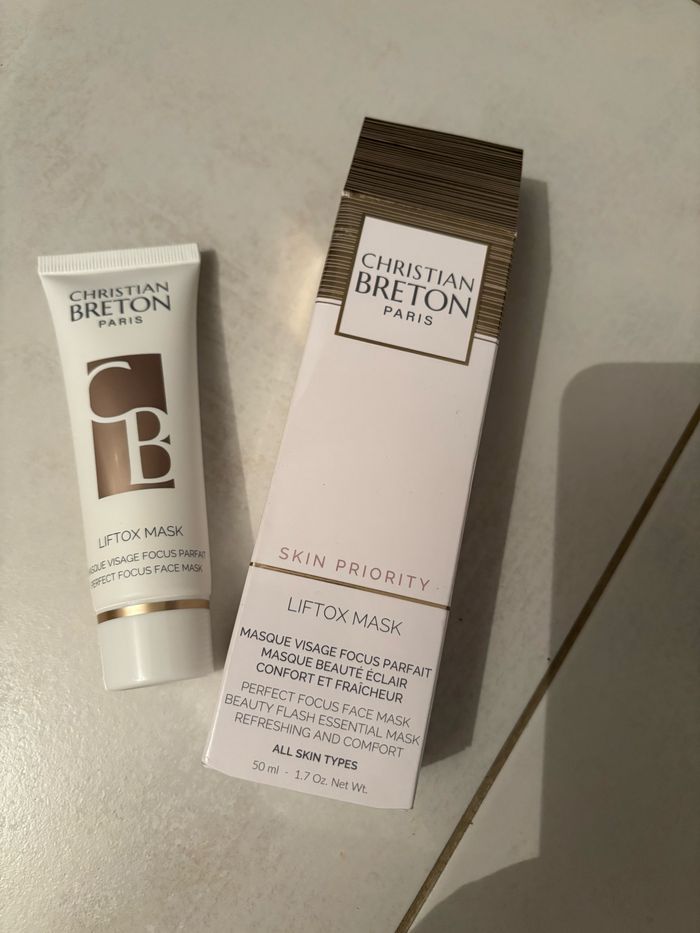 CHRISTIAN
BRETON
PARIS
CB
LIFTOX MASK
MASQUE VISAGE FOCUS PARFAIT
PERFECT FOCUS FACE MASK
CHRISTIAN
BRETON
PARIS
SKIN PRIORITY
LIFTOX MASK
MASQUE VISAGE FOCUS PARFAIT
MASQUE BEAUTÉ ÉCLAIR
CONFORT ET FRAÎCHEUR
PERFECT FOCUS FACE MASK
BEAUTY FLASH ESSENTIAL MASK
REFRESHING AND COMFORT
ALL SKIN TYPES
50 ml - 1.7 Oz. Net Wt.